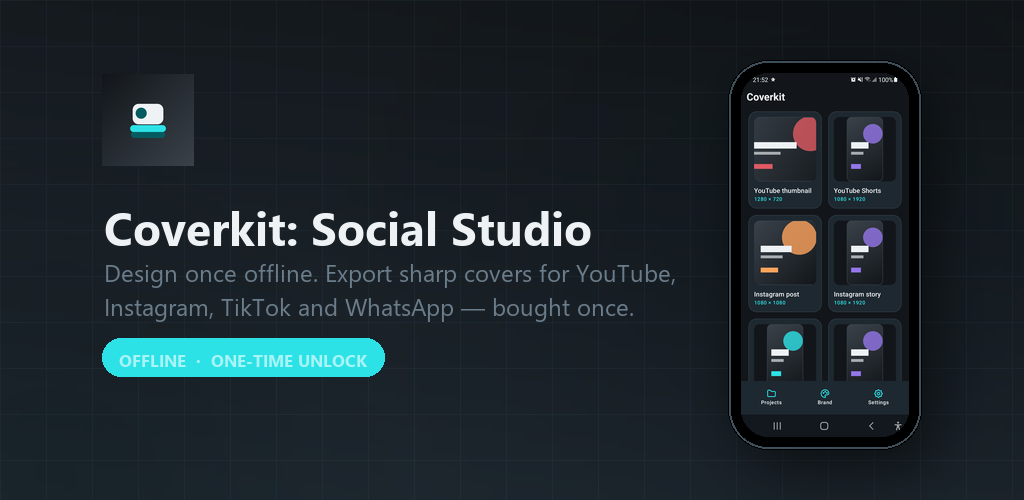 Coverkit: Social Studio
Design once offline. Export sharp covers for YouTube,
Instagram, TikTok and WhatsApp — bought once.
OFFLINE · ONE-TIME UNLOCK
21:52
100%
Coverkit
YouTube thumbnail
1280 × 720
YouTube Shorts
1080 × 1920
Instagram post
1080 × 1080
Instagram story
1080 × 1920
Projects
Brand
Settings